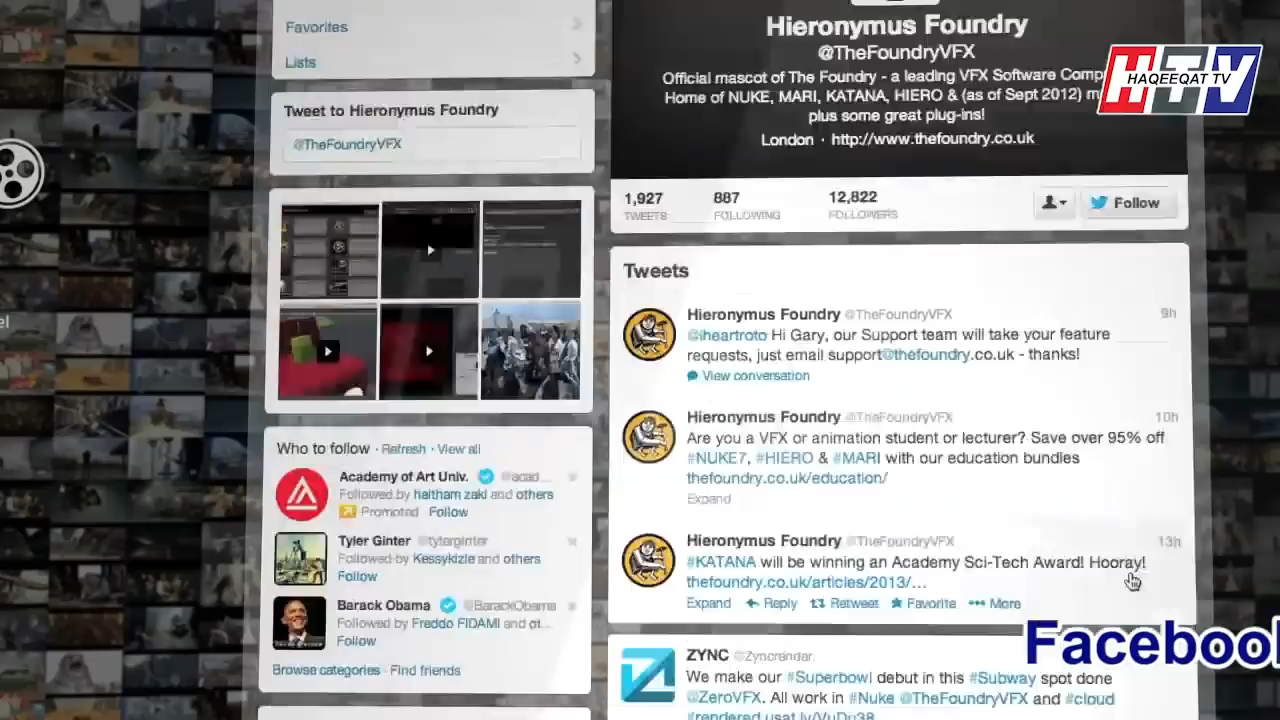 Favorites
Lists
Tweet to Hieronymus Foundry
@TheFoundryVFX
Who to follow · Refresh · View all
Academy of Art Univ. @acad...
Followed by haitham zaki and others
Promoted Follow
Tyler Ginter @tylerginter
Followed by Kessykizle and others
Follow
Barack Obama @BarackObama
Followed by Freddo FIDAMI and ot...
Follow
Browse categories · Find friends
Hieronymus Foundry
@TheFoundryVFX
Official mascot of The Foundry - a leading VFX Software Comp
Home of NUKE, MARI, KATANA, HIERO & (as of Sept 2012) m
plus some great plug-ins!
London · http://www.thefoundry.co.uk
1,927 887 12,822
TWEETS FOLLOWING FOLLOWERS
Follow
Tweets
Hieronymus Foundry @TheFoundryVFX 9h
@iheartroto Hi Gary, our Support team will take your feature
requests, just email support@thefoundry.co.uk - thanks!
View conversation
Hieronymus Foundry @TheFoundryVFX 10h
Are you a VFX or animation student or lecturer? Save over 95% off
#NUKE7, #HIERO & #MARI with our education bundles
thefoundry.co.uk/education/
Expand
Hieronymus Foundry @TheFoundryVFX 13h
#KATANA will be winning an Academy Sci-Tech Award! Hooray!
thefoundry.co.uk/articles/2013/...
Expand Reply Retweet Favorite More
ZYNC @Zyncrender
We make our #Superbowl debut in this #Subway spot done
@ZeroVFX. All work in #Nuke @TheFoundryVFX and #cloud
#rendered
HTV
HAQEEQAT TV
Facebook
el